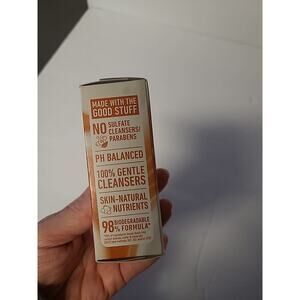 MADE WITH THE
GOOD STUFF
NO SULFATE
CLEANSERS/
PARABENS
PH BALANCED
100% GENTLE
CLEANSERS
SKIN-NATURAL
NUTRIENTS
98% BIODEGRADABLE
FORMULA*